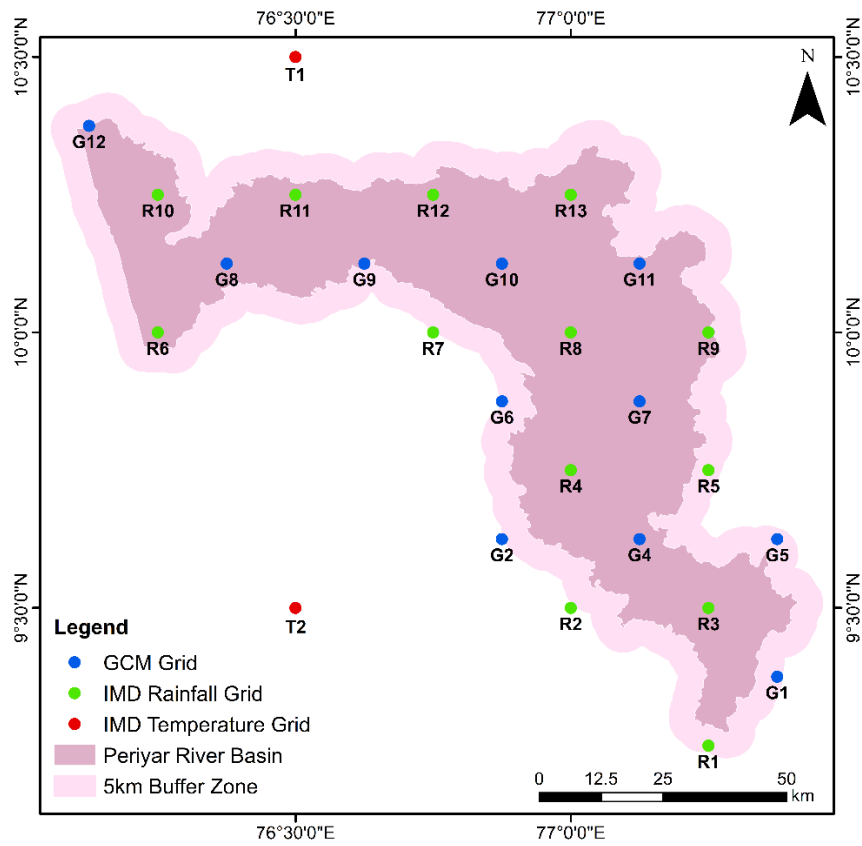 76°30'0"E 77°0'0"E
10°30'0"N 10°30'0"N
T1
N
G12
R10 R11 R12 R13
G8 G9 G10 G11
10°0'0"N 10°0'0"N
R6 R7 R8 R9
G6 G7
R4 R5
G2 G4 G5
9°30'0"N 9°30'0"N
T2 R2 R3
Legend
GCM Grid
IMD Rainfall Grid
IMD Temperature Grid
Periyar River Basin
5km Buffer Zone
G1
R1
0 12.5 25 50
km
76°30'0"E 77°0'0"E